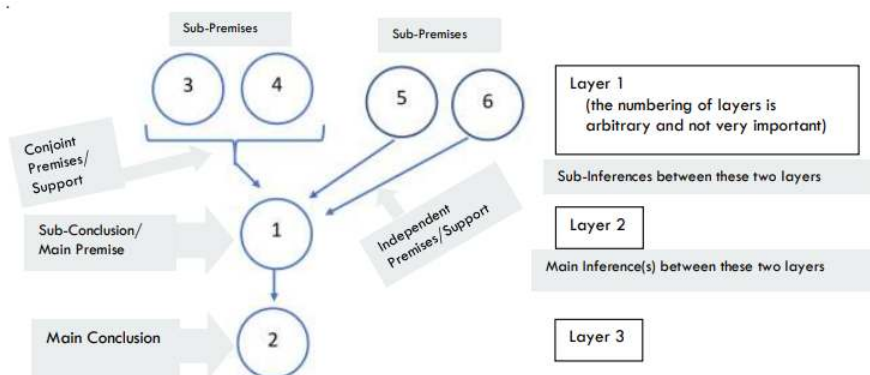 .
Sub-Premises
Sub-Premises
3
4
5
6
Layer 1
(the numbering of layers is
arbitrary and not very important)
Conjoint
Premises/
Support
Sub-Inferences between these two layers
Independent
Premises/Support
Sub-Conclusion/
Main Premise
1
Layer 2
Main Inference(s) between these two layers
Main Conclusion
2
Layer 3